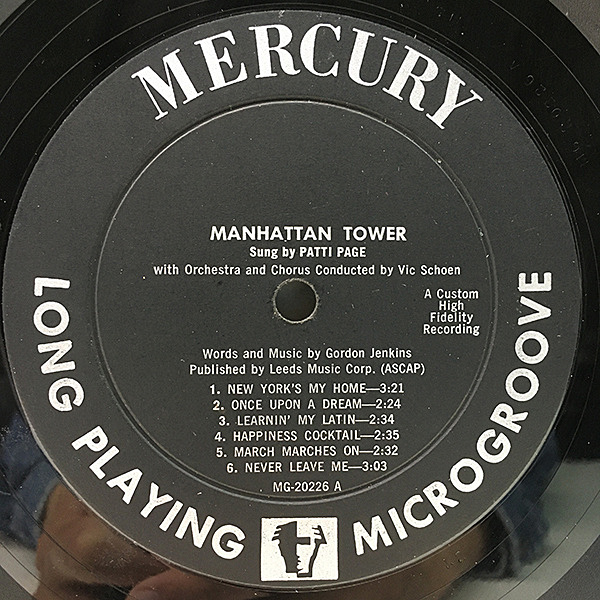 MERCURY
MANHATTAN TOWER
Sung by PATTI PAGE
with Orchestra and Chorus Conducted by Vic Schoen
A Custom
High
Fidelity
Recording
Words and Music by Gordon Jenkins
Published by Leeds Music Corp. (ASCAP)
1. NEW YORK'S MY HOME—3:21
2. ONCE UPON A DREAM—2:24
3. LEARNIN' MY LATIN—2:34
4. HAPPINESS COCKTAIL—2:35
5. MARCH MARCHES ON—2:32
6. NEVER LEAVE ME—3:03
MG-20226 A
LONG PLAYING MICROGROOVE